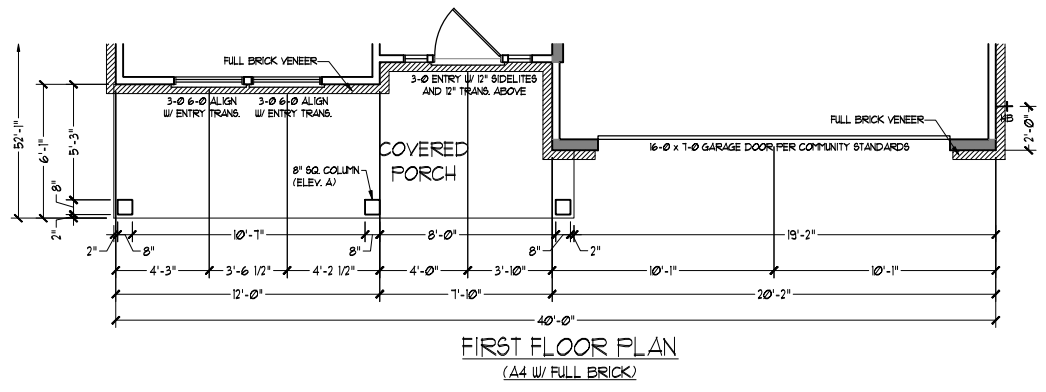 FULL BRICK VENEER
3-0 ENTRY W/ 12" SIDELITES
AND 12" TRANS. ABOVE
3-0 6-0 ALIGN
W/ ENTRY TRANS.
3-0 6-0 ALIGN
W/ ENTRY TRANS.
HB
2'-0"
FULL BRICK VENEER
16-0 x 7-0 GARAGE DOOR PER COMMUNITY STANDARDS
52'-1"
6'-1"
5'-3"
8"
2"
COVERED
PORCH
8" SQ. COLUMN
(ELEV. A)
10'-7" 8'-0" 19'-2"
2" 8" 8" 8" 2"
4'-3" 3'-6 1/2" 4'-2 1/2" 4'-0" 3'-10" 10'-1" 10'-1"
12'-0" 7'-10" 20'-2"
40'-0"
FIRST FLOOR PLAN
(A4 W/ FULL BRICK)